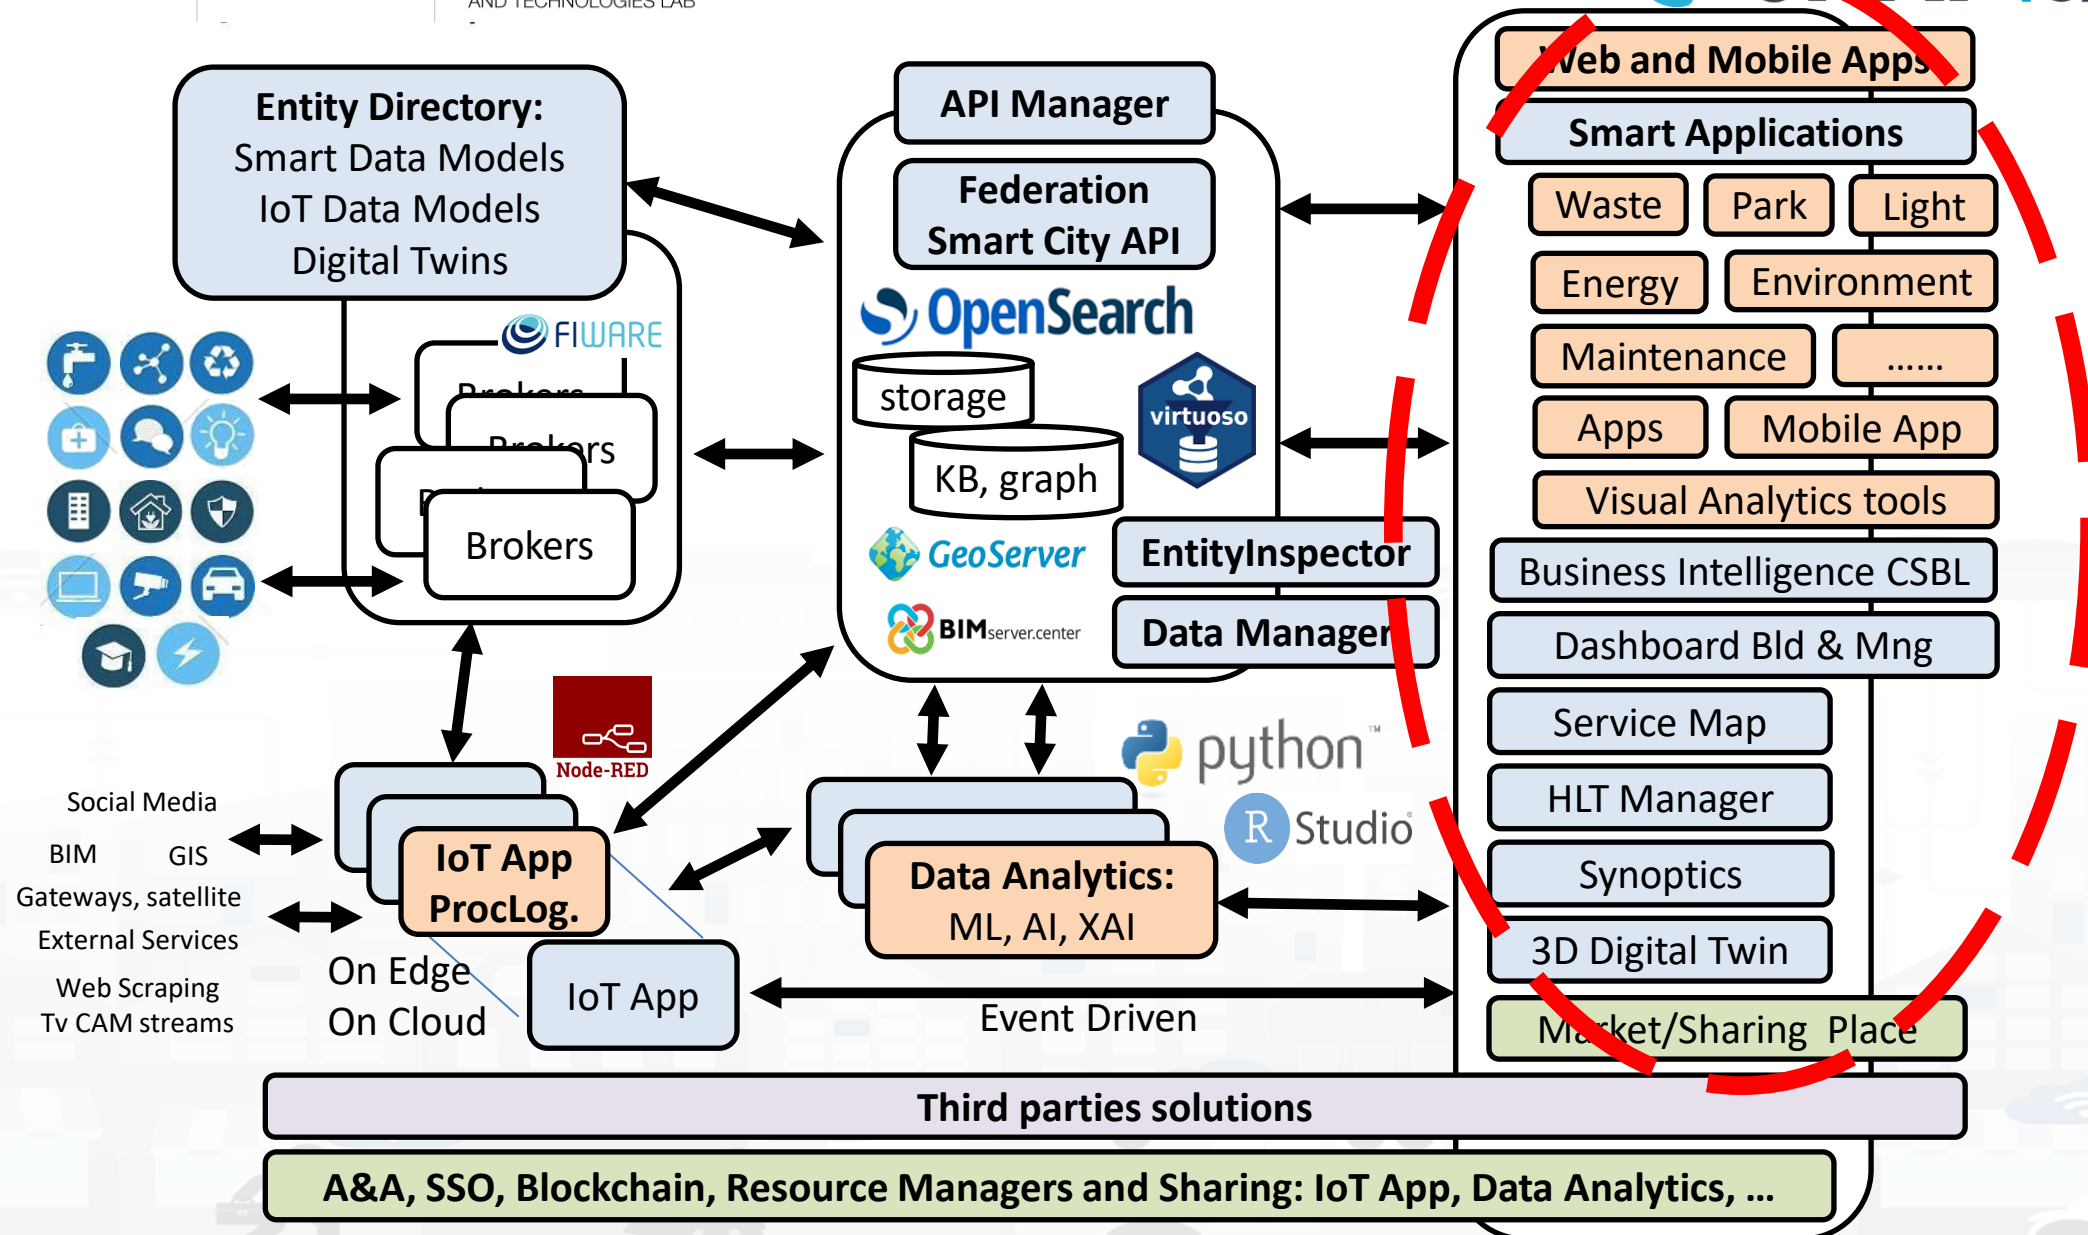 AND TECHNOLOGIES LAB
Entity Directory:
Smart Data Models
IoT Data Models
Digital Twins
FIWARE
Brokers
Brokers
Brokers
API Manager
Federation
Smart City API
OpenSearch
storage
virtuoso
KB, graph
GeoServer
EntityInspector
BIMserver.center
Data Manager
Web and Mobile Apps
Smart Applications
Waste
Park
Light
Energy
Environment
Maintenance
……
Apps
Mobile App
Visual Analytics tools
Business Intelligence CSBL
Dashboard Bld & Mng
Service Map
HLT Manager
Synoptics
3D Digital Twin
Market/Sharing Place
Node-RED
python™
R Studio
Social Media
BIM GIS
Gateways, satellite
External Services
Web Scraping
Tv CAM streams
IoT App
ProcLog.
On Edge
On Cloud
IoT App
Data Analytics:
ML, AI, XAI
Event Driven
Third parties solutions
A&A, SSO, Blockchain, Resource Managers and Sharing: IoT App, Data Analytics, ...